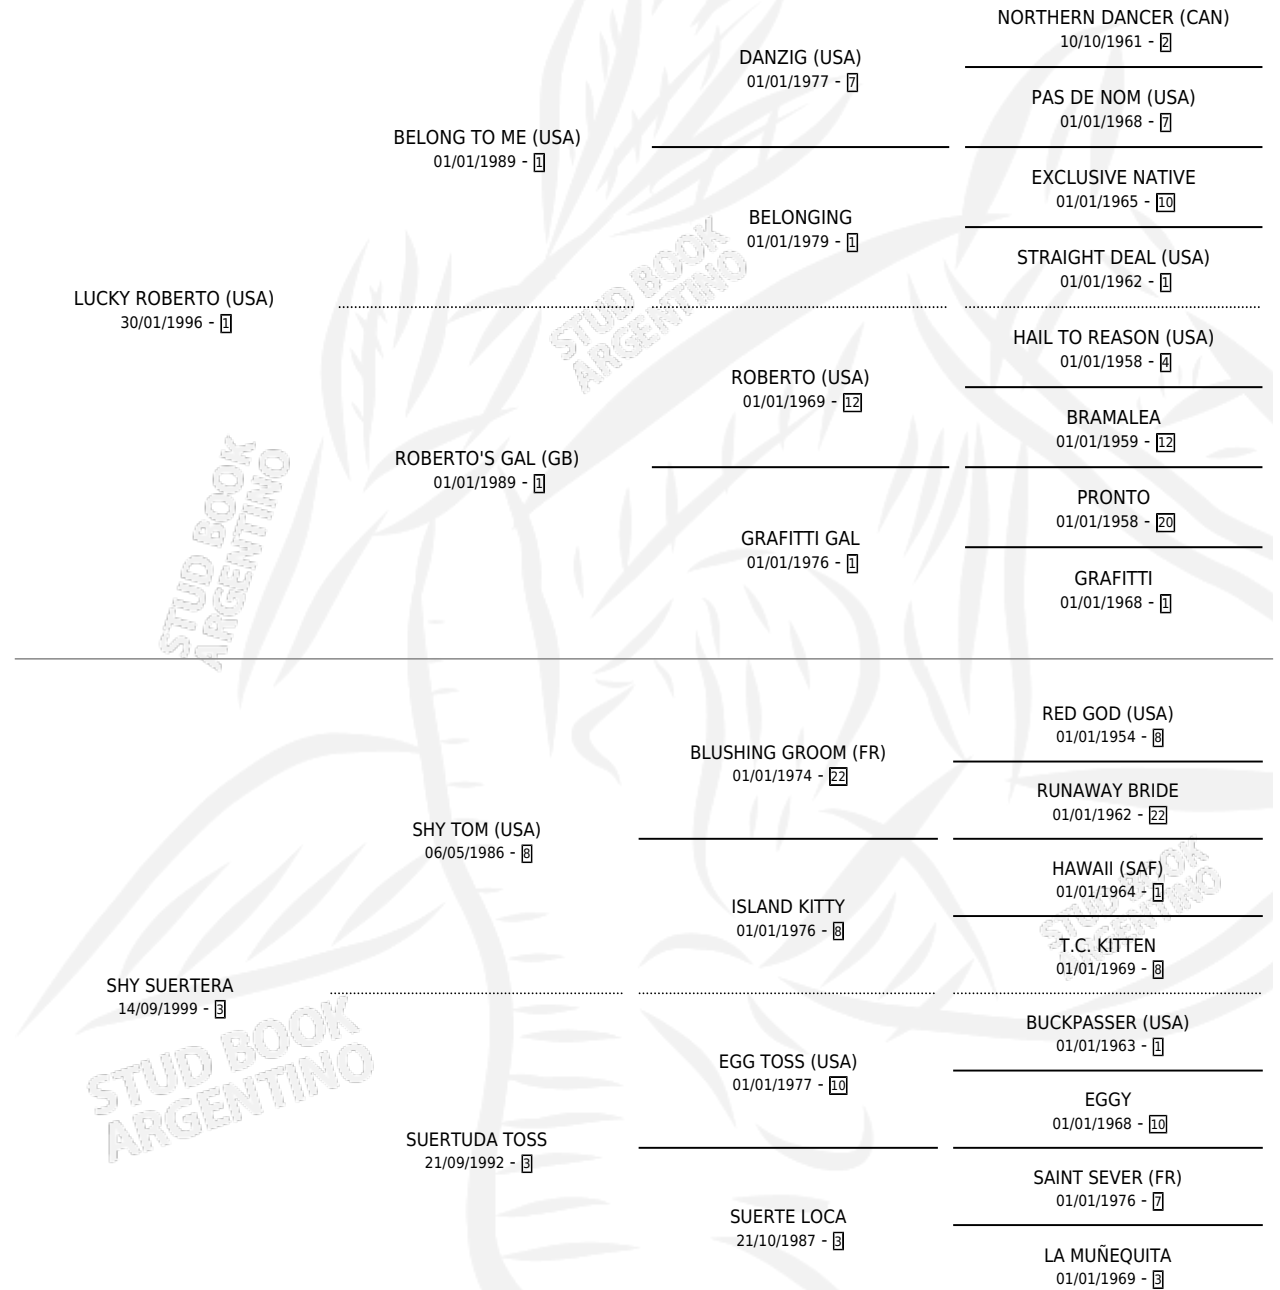 NORTHERN DANCER (CAN)
10/10/1961 - 2
DANZIG (USA)
01/01/1977 - 7
PAS DE NOM (USA)
01/01/1968 - 7
BELONG TO ME (USA)
01/01/1989 - 1
EXCLUSIVE NATIVE
01/01/1965 - 10
BELONGING
01/01/1979 - 1
STRAIGHT DEAL (USA)
01/01/1962 - 1
LUCKY ROBERTO (USA)
30/01/1996 - 1
STUD BOOK
ARGENTINO
HAIL TO REASON (USA)
01/01/1958 - 4
ROBERTO (USA)
01/01/1969 - 12
BRAMALEA
01/01/1959 - 12
ROBERTO'S GAL (GB)
01/01/1989 - 1
PRONTO
01/01/1958 - 20
GRAFITTI GAL
01/01/1976 - 1
GRAFITTI
01/01/1968 - 1
STUD BOOK
ARGENTINO
RED GOD (USA)
01/01/1954 - 8
BLUSHING GROOM (FR)
01/01/1974 - 22
RUNAWAY BRIDE
01/01/1962 - 22
SHY TOM (USA)
06/05/1986 - 8
HAWAII (SAF)
01/01/1964 - 1
ISLAND KITTY
01/01/1976 - 8
STUD BOOK
ARGENTINO
T.C. KITTEN
01/01/1969 - 8
SHY SUERTERA
14/09/1999 - 3
STUD BOOK
ARGENTINO
BUCKPASSER (USA)
01/01/1963 - 1
EGG TOSS (USA)
01/01/1977 - 10
EGGY
01/01/1968 - 10
SUERTUDA TOSS
21/09/1992 - 3
SAINT SEVER (FR)
01/01/1976 - 7
SUERTE LOCA
21/10/1987 - 3
LA MUÑEQUITA
01/01/1969 - 3